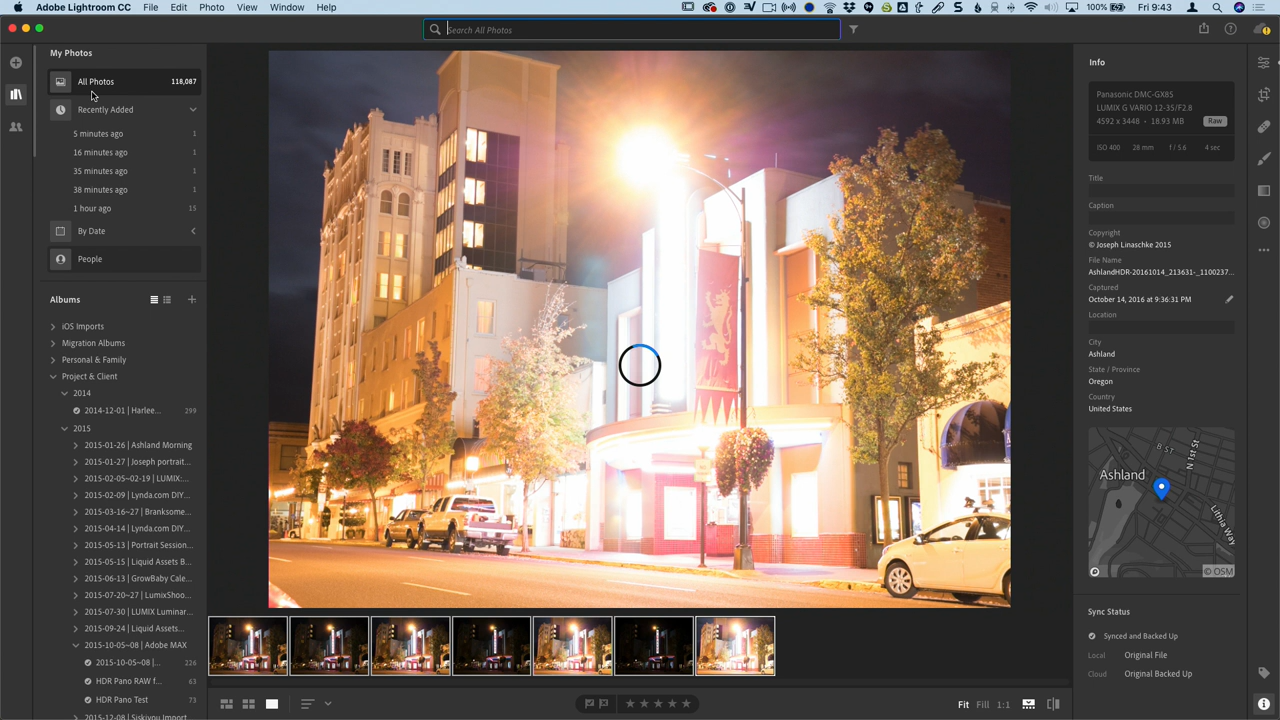 Adobe Lightroom CC File Edit Photo View Window Help 100% Fri 9:43
Search All Photos
My Photos
All Photos 118,087
Recently Added
5 minutes ago 1
16 minutes ago 1
35 minutes ago 1
38 minutes ago 1
1 hour ago 15
By Date
People
Albums
iOS Imports
Migration Albums
Personal & Family
Project & Client
2014
2014-12-01 | Harlee... 299
2015
2015-01-26 | Ashland Morning
2015-01-27 | Joseph portrait...
2015-02-05~02-19 | LUMIX:...
2015-02-09 | Lynda.com DIY...
2015-03-16~27 | Branksome...
2015-04-14 | Lynda.com DIY...
2015-05-13 | Portrait Session...
2015-05-15 | Liquid Assets B...
2015-06-13 | GrowBaby Cale...
2015-07-20~27 | LumixShoo...
2015-07-30 | LUMIX Luminar...
2015-09-24 | Liquid Assets...
2015-10-05~08 | Adobe MAX
2015-10-05~08 |... 226
HDR Pano RAW f... 63
HDR Pano Test 73
2015-12-08 | Siskiyou Import
Fit Fill 1:1
Info
Panasonic DMC-GX85
LUMIX G VARIO 12-35/F2.8
4592 x 3448 · 18.93 MB Raw
ISO 400 28 mm f / 5.6 4 sec
Title
Caption
Copyright
© Joseph Linaschke 2015
File Name
AshlandHDR-20161014_213631-_1100237...
Captured
October 14, 2016 at 9:36:31 PM
Location
City
Ashland
State / Province
Oregon
Country
United States
B ST
N 1st St
Ashland
Lithia Way
© OSM
Sync Status
Synced and Backed Up
Local Original File
Cloud Original Backed Up